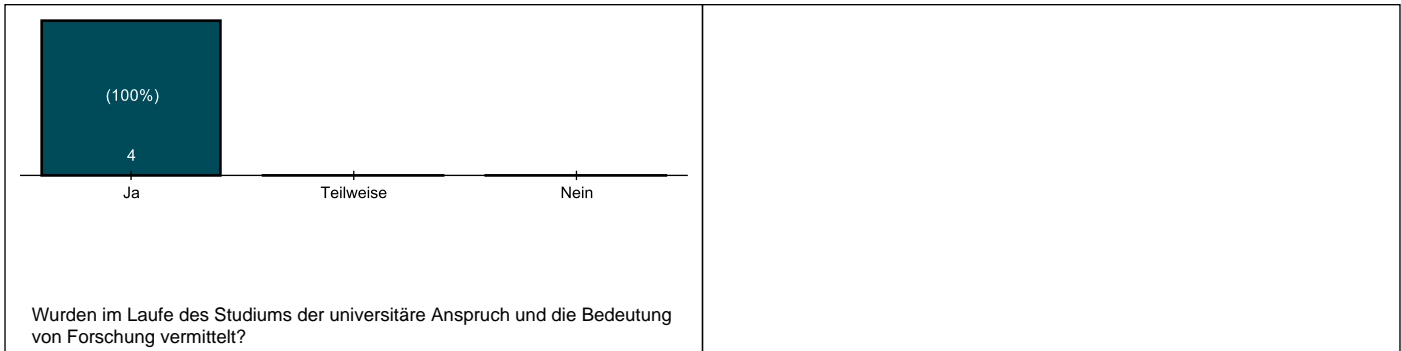 (100%)
4
Ja Teilweise Nein
Wurden im Laufe des Studiums der universitäre Anspruch und die Bedeutung
von Forschung vermittelt?